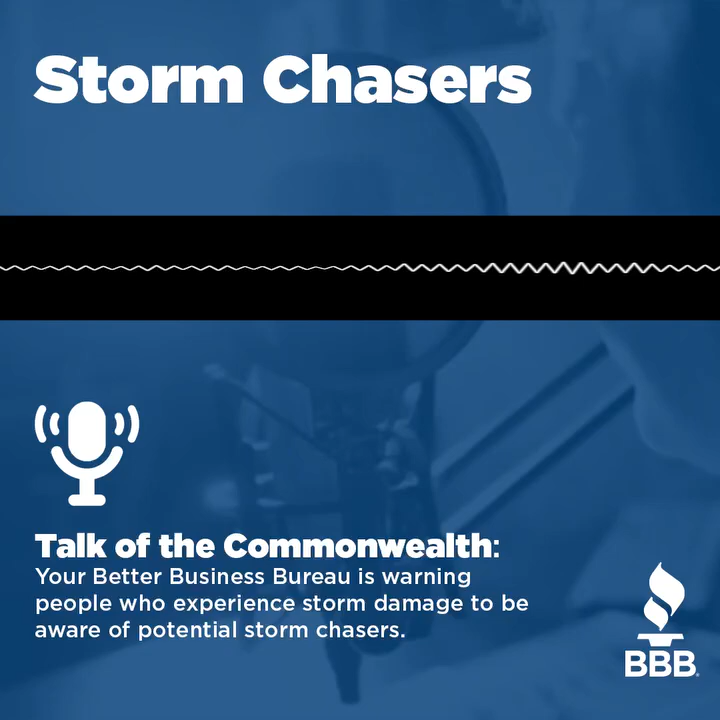 Storm Chasers
Talk of the Commonwealth:
Your Better Business Bureau is warning
people who experience storm damage to be
aware of potential storm chasers.
BBB®